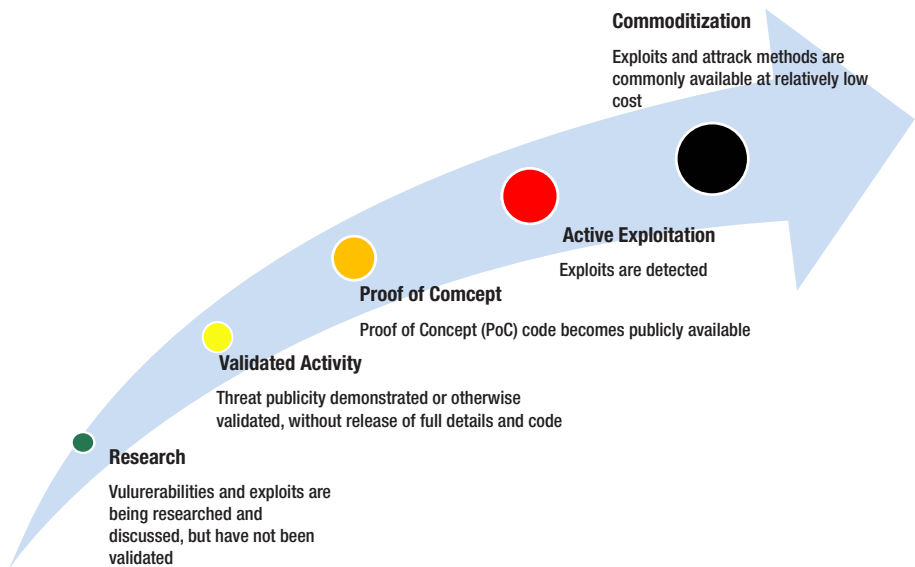 Commoditization
Exploits and attrack methods are
commonly available at relatively low
cost
Active Exploitation
Exploits are detected
Proof of Comcept
Proof of Concept (PoC) code becomes publicly available
Validated Activity
Threat publicity demonstrated or otherwise
validated, without release of full details and code
Research
Vulurerabilities and exploits are
being researched and
discussed, but have not been
validated